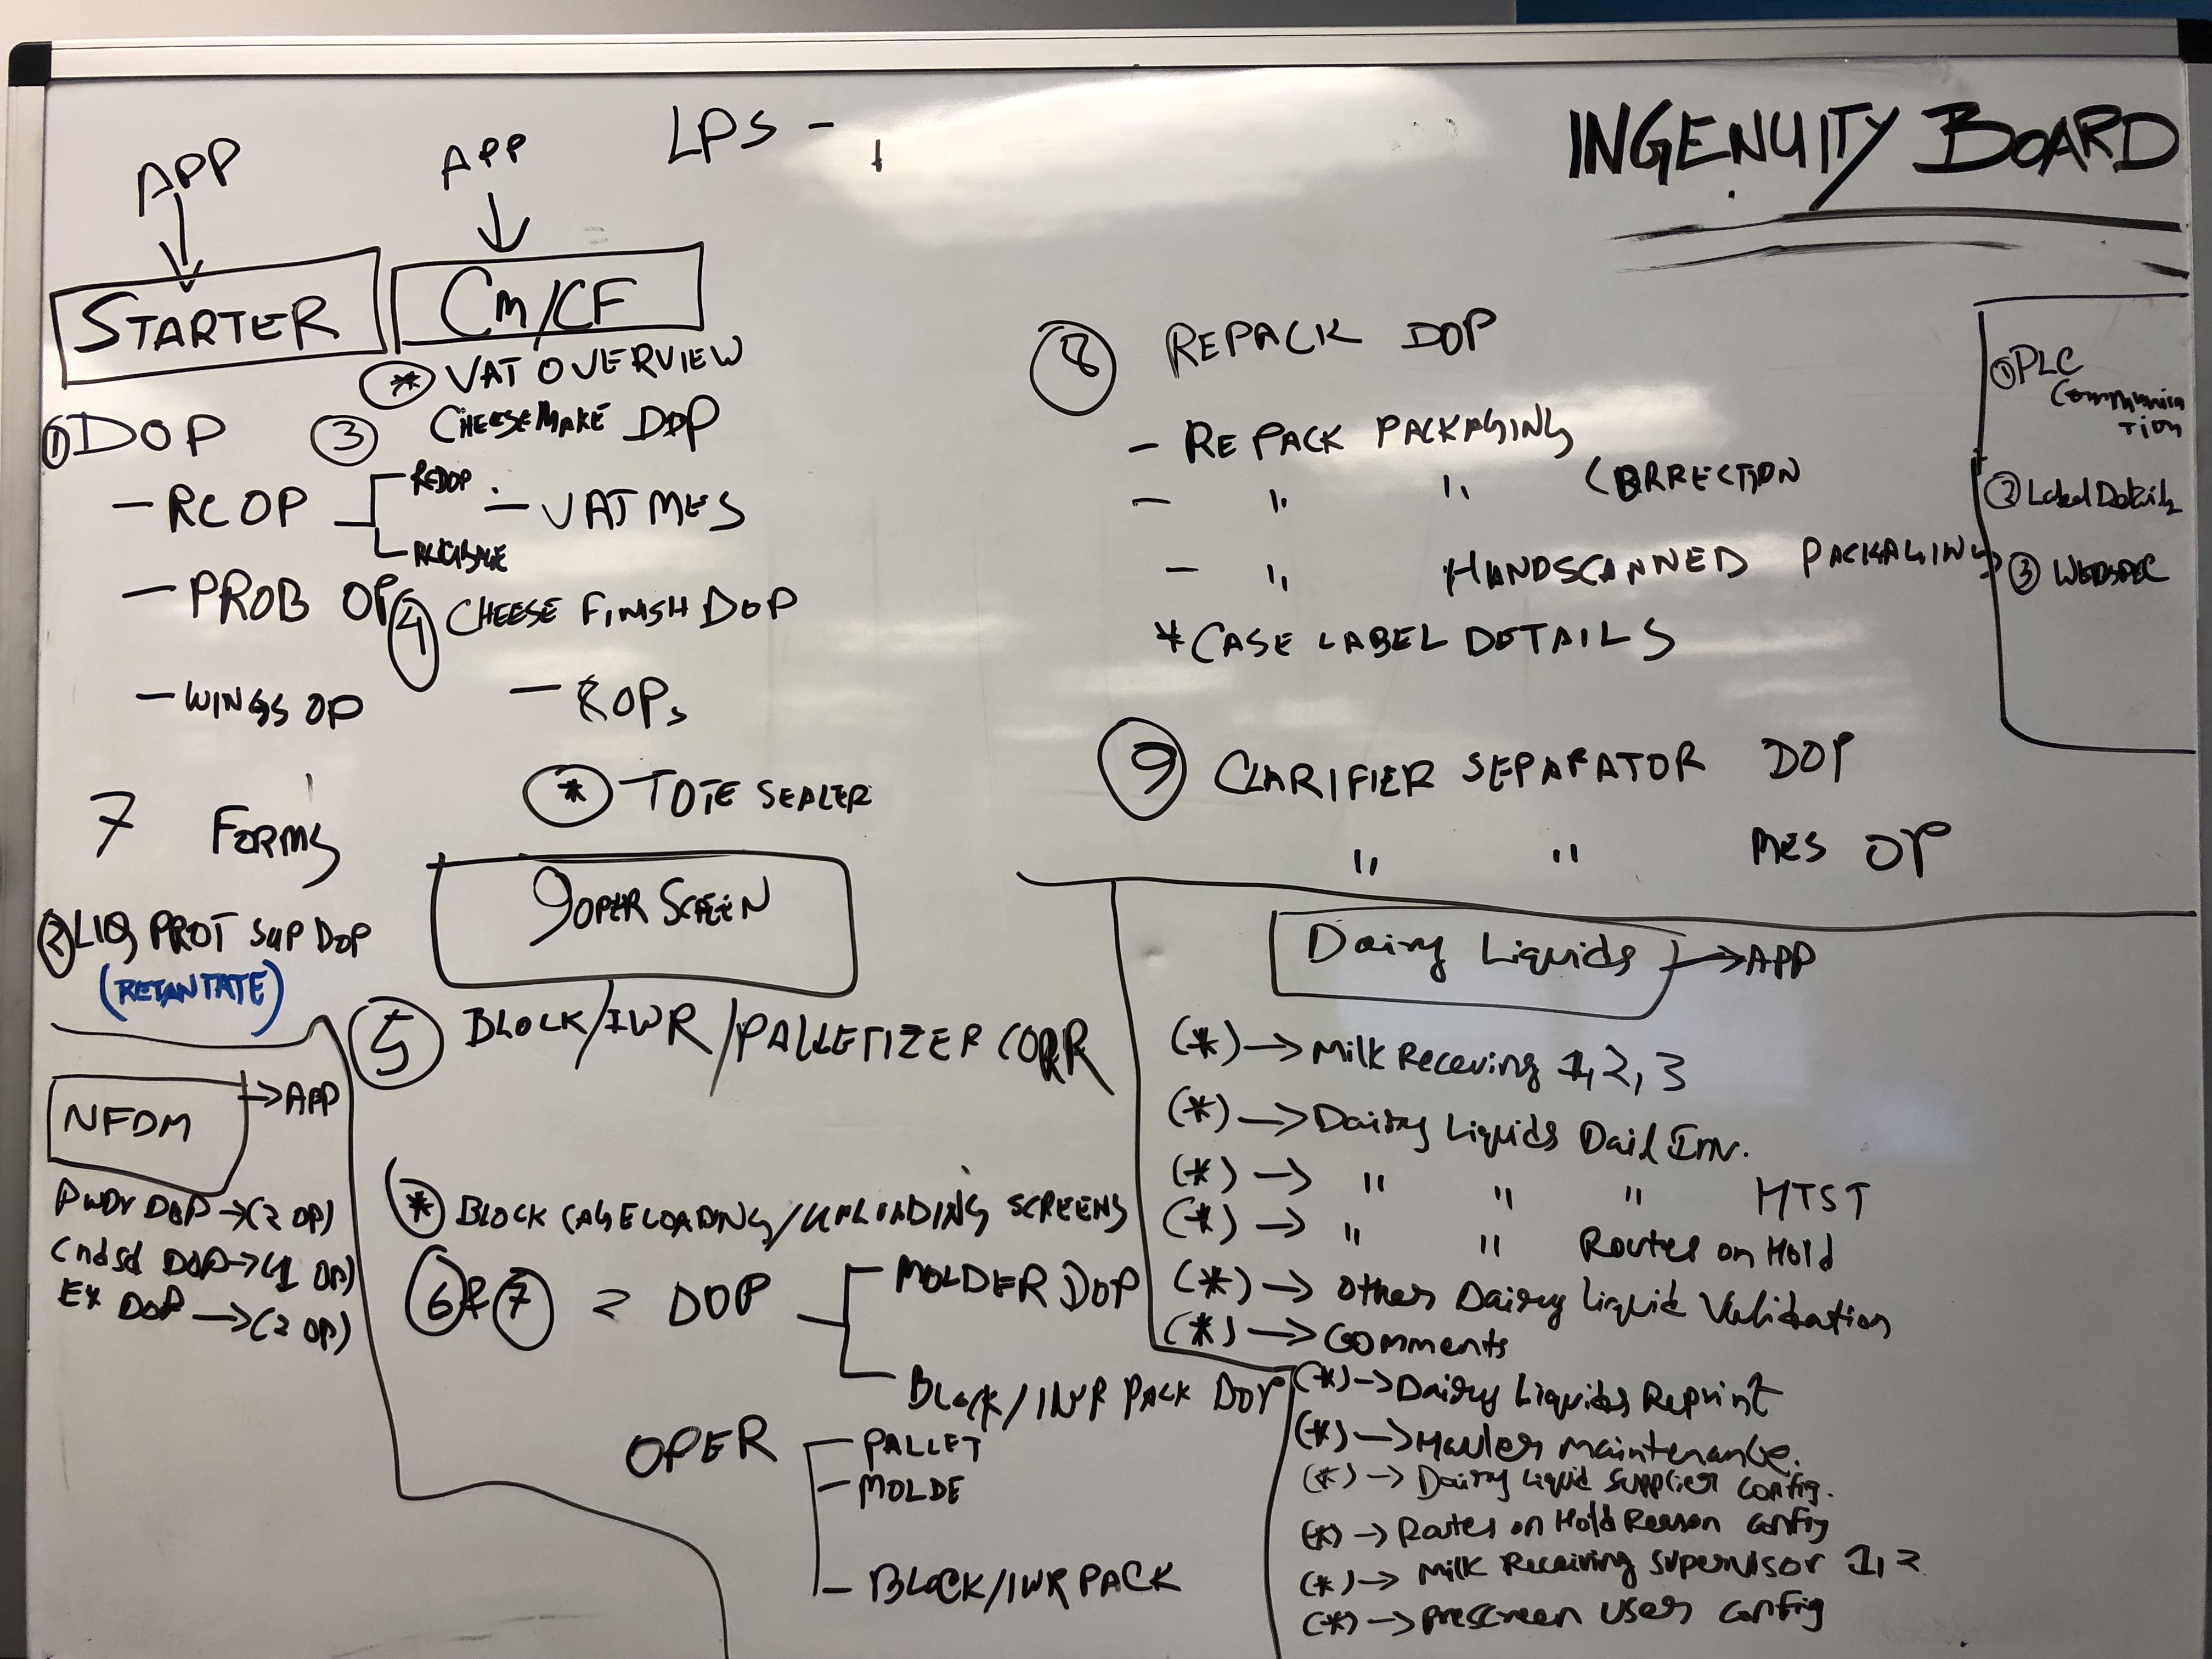 INGENUITY BOARD
LPS -
APP
STARTER
① DOP
- RCOP
REDOP
- PROB OP
- WINGS OP
7 FORMS
② LIQ PROT SUP DOP
(RETANTATE)
NFDM → APP
PWDr DOP → (2 OP)
Cndsd DOP → (1 OP)
EX DOP → (2 OP)
APP
CM/CF
* VAT OVERVIEW
③ CHEESEMAKE DOP
- VAT MES
④ CHEESE FINISH DOP
- ROPs
* TOTE SEALER
9 OPER SCREEN
⑤ BLOCK/IWR/PALLETIZER CORR
* BLOCK CAGE LOADING/UNLOADING SCREENS
⑥ & ⑦ = DOP
MOLDER DOP
BLOCK/IWR PACK DOP
OPER
- PALLET
- MOLDE
- BLOCK/IWR PACK
⑧ REPACK DOP
- REPACK PACKAGING
- " " CORRECTION
- " HANDSCANNED PACKAGING
* CASE LABEL DETAILS
⑨ CLARIFIER SEPARATOR DOP
" " MES OP
① PLC
Communica
tion
② Label Details
③ WEBSPEC
Dairy Liquids → APP
(*) → Milk Receving 1, 2, 3
(*) → Dairy Liquids Dail Inv.
(*) → " " " HTST
(*) → " " Routes on Hold
(*) → Other Dairy Liquid Validation
(*) → Comments
(*) → Dairy Liquids Reprint
(*) → Hauler maintenance.
(*) → Dairy Liquid Supplier Config.
(*) → Routes on Hold Reason Config
(*) → Milk Receiving Supervisor 1, 2
(*) → Prescreen User Config